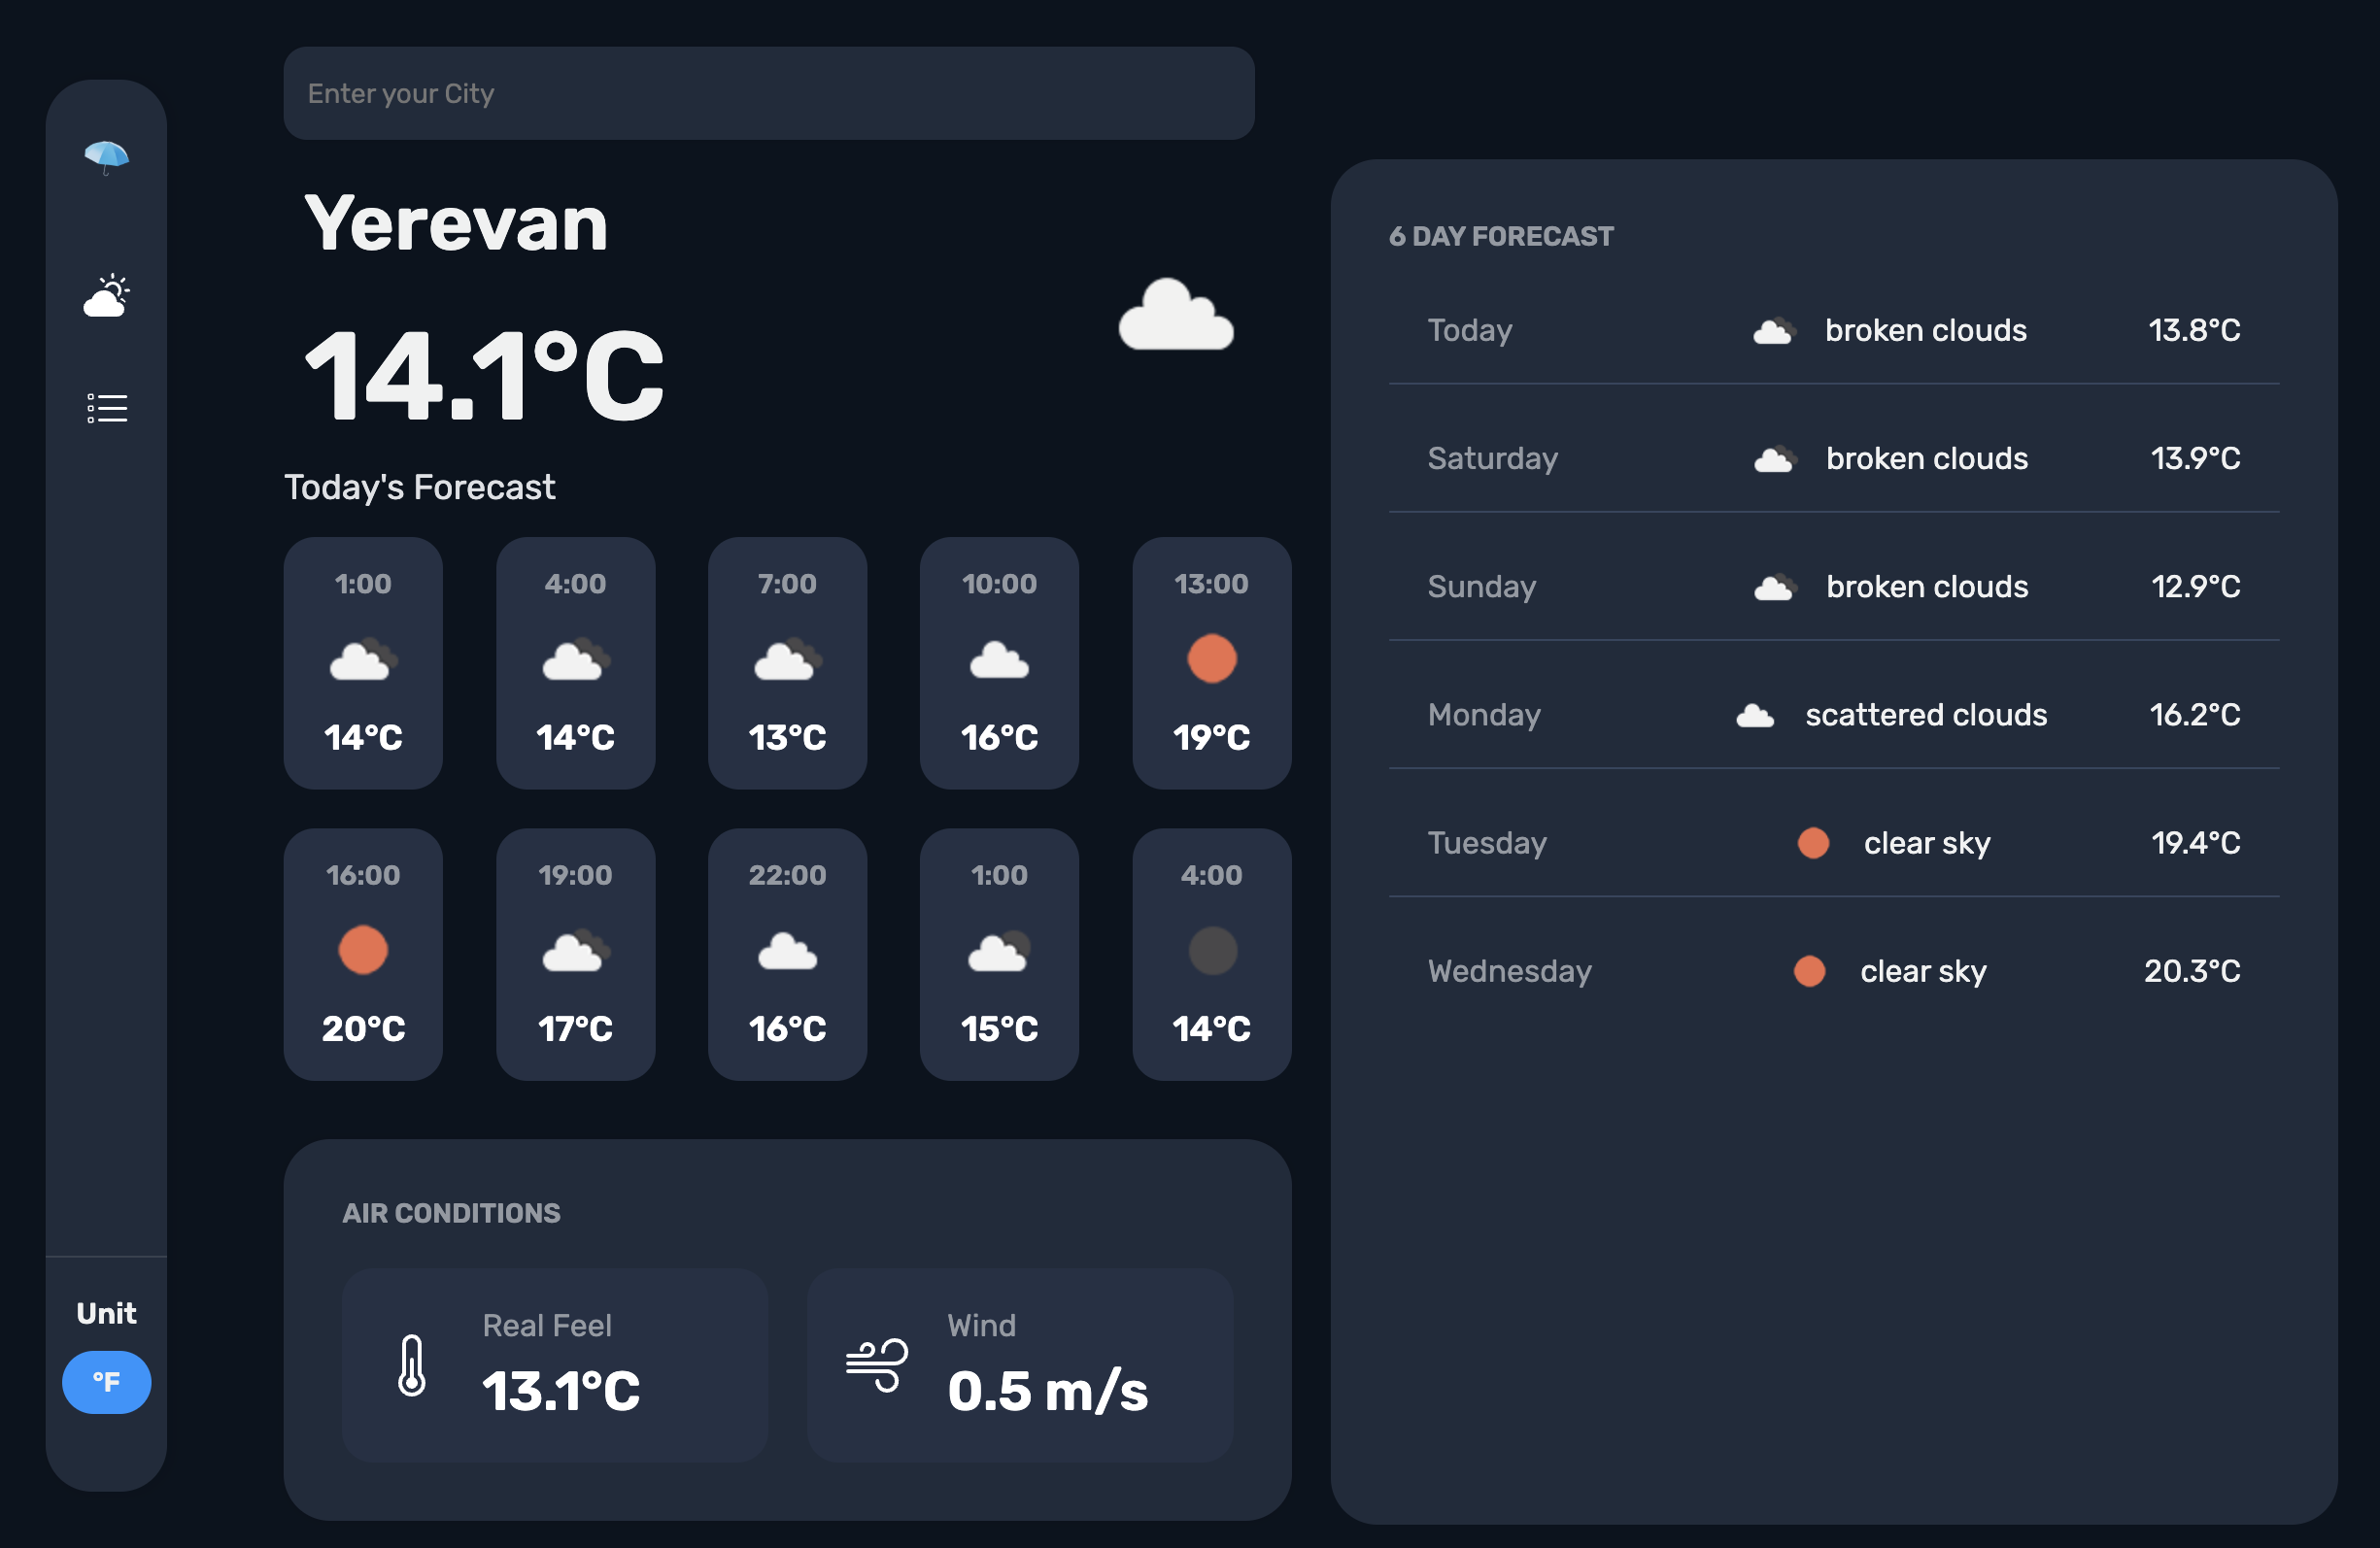 Enter your City
Yerevan
14.1°C
Today's Forecast
1:00 4:00 7:00 10:00 13:00
14°C 14°C 13°C 16°C 19°C
16:00 19:00 22:00 1:00 4:00
20°C 17°C 16°C 15°C 14°C
AIR CONDITIONS
Real Feel
13.1°C
Wind
0.5 m/s
6 DAY FORECAST
Today broken clouds 13.8°C
Saturday broken clouds 13.9°C
Sunday broken clouds 12.9°C
Monday scattered clouds 16.2°C
Tuesday clear sky 19.4°C
Wednesday clear sky 20.3°C
Unit
°F